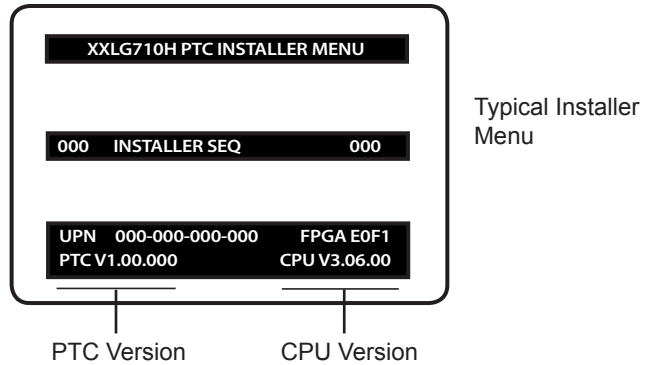 XXLG710H PTC INSTALLER MENU
Typical Installer
Menu
000 INSTALLER SEQ 000
UPN 000-000-000-000 FPGA E0F1
PTC V1.00.000 CPU V3.06.00
PTC Version CPU Version